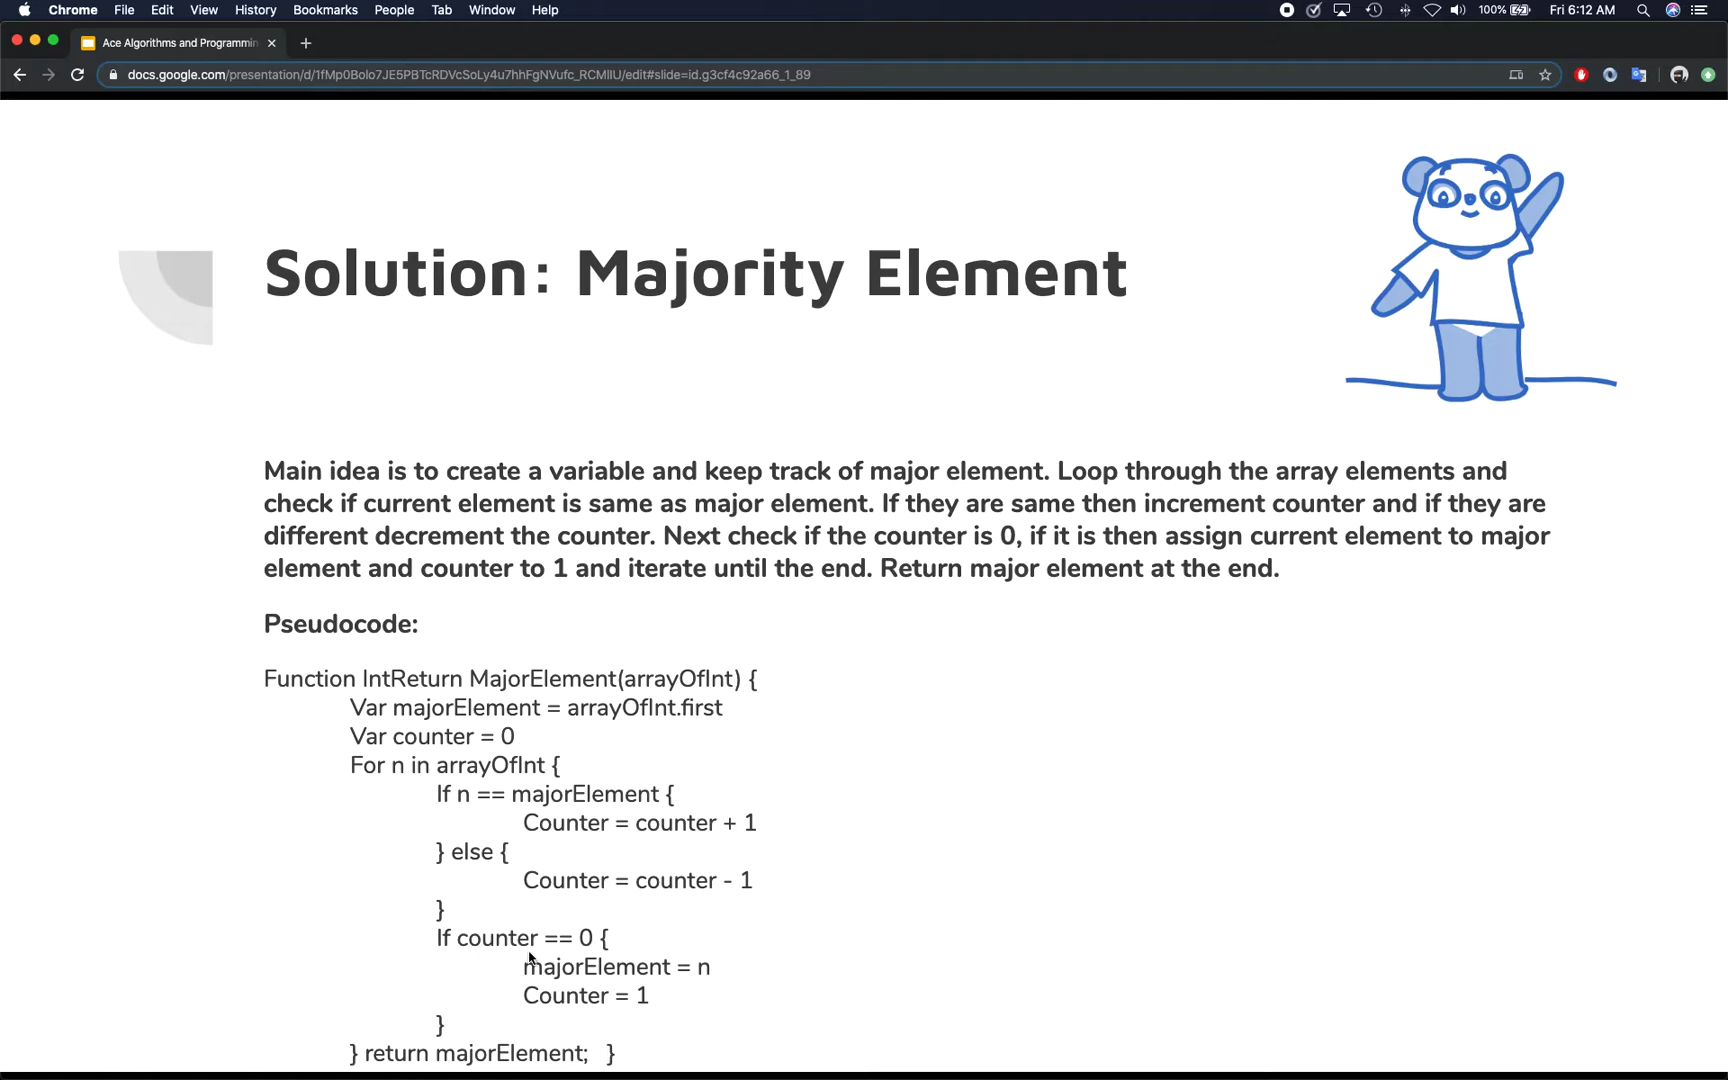 Chrome File Edit View History Bookmarks People Tab Window Help 100% Fri 6:12 AM
Ace Algorithms and Programmin
docs.google.com/presentation/d/1fMp0Bolo7JE5PBTcRDVcSoLy4u7hhFgNVufc_RCMllU/edit#slide=id.g3cf4c92a66_1_89
Solution: Majority Element
Main idea is to create a variable and keep track of major element. Loop through the array elements and
check if current element is same as major element. If they are same then increment counter and if they are
different decrement the counter. Next check if the counter is 0, if it is then assign current element to major
element and counter to 1 and iterate until the end. Return major element at the end.
Pseudocode:
Function IntReturn MajorElement(arrayOfInt) {
Var majorElement = arrayOfInt.first
Var counter = 0
For n in arrayOfInt {
If n == majorElement {
Counter = counter + 1
} else {
Counter = counter - 1
}
If counter == 0 {
majorElement = n
Counter = 1
}
} return majorElement; }